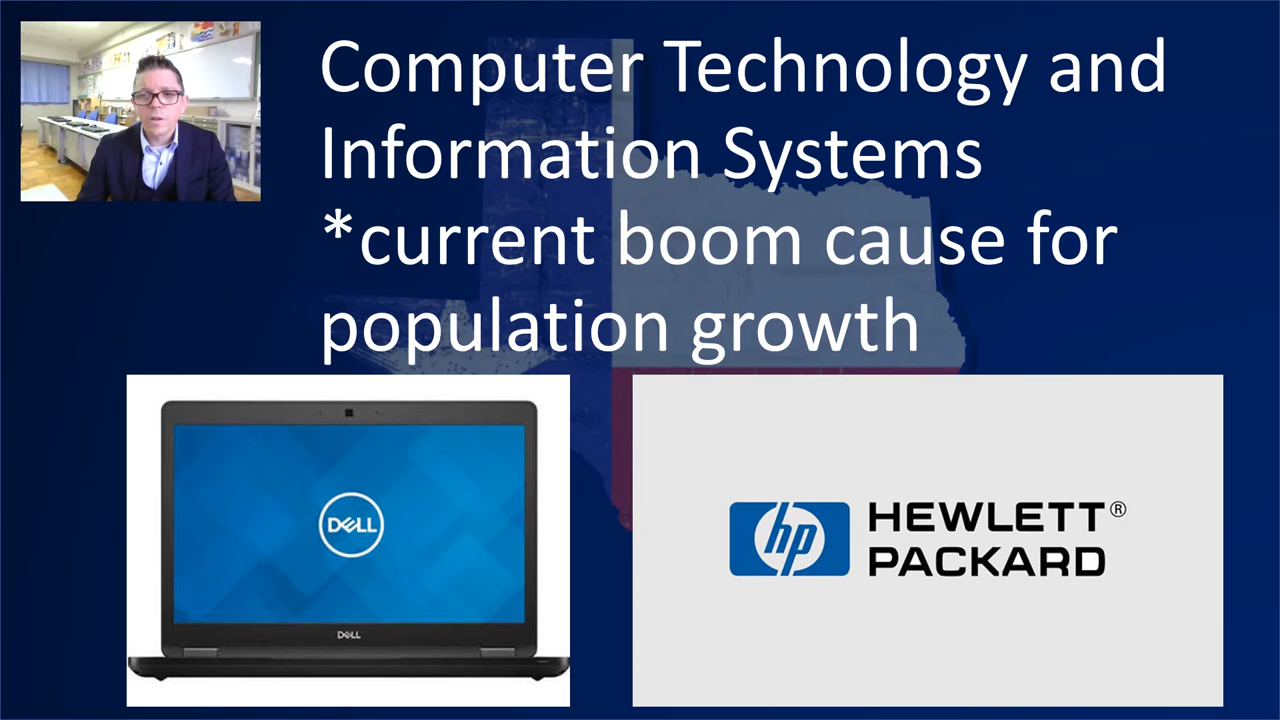 Computer Technology and
Information Systems
*current boom cause for
population growth
DELL
DELL
hp HEWLETT®
PACKARD